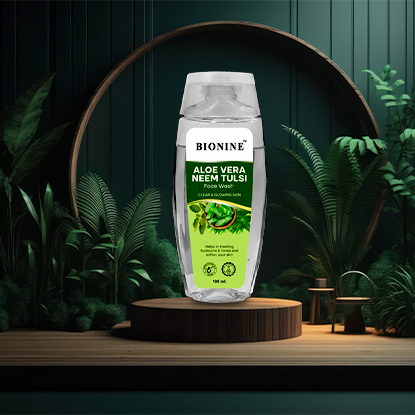 BIONINE™
ALOE VERA
NEEM TULSI
Face Wash
CLEAR & GLOWING SKIN
Helps in treating
Sunburns & Tones and
soften your skin.
100 ml.